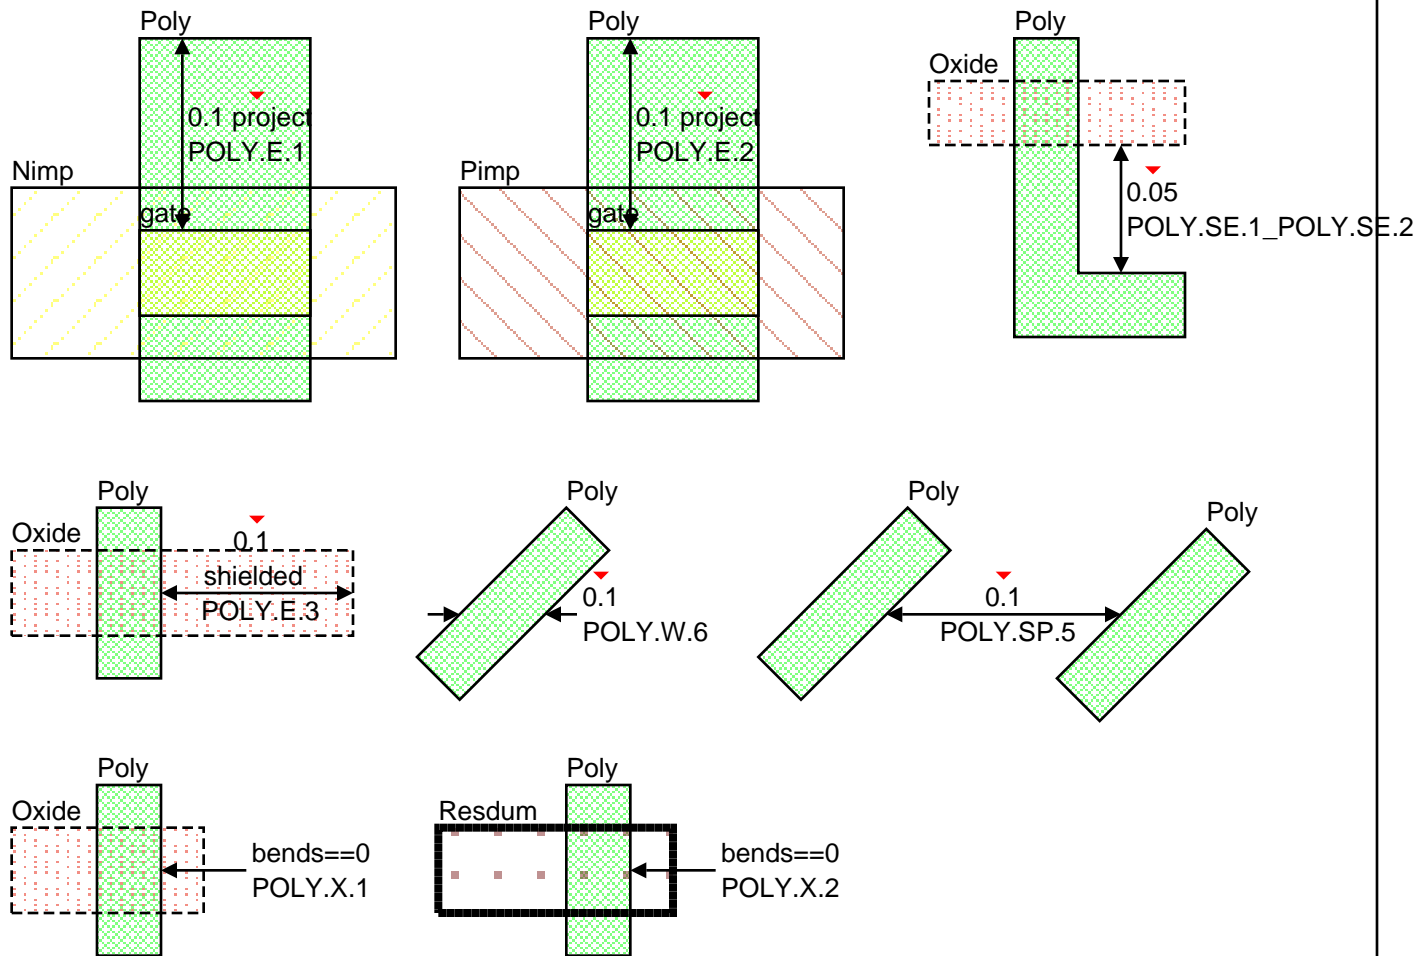 Poly
0.1 project
POLY.E.1
Nimp
gate
Poly
0.1 project
POLY.E.2
Pimp
gate
Poly
Oxide
0.05
POLY.SE.1_POLY.SE.2
Poly
Oxide
0.1
shielded
POLY.E.3
Poly
0.1
POLY.W.6
Poly
Poly
0.1
POLY.SP.5
Poly
Oxide
bends==0
POLY.X.1
Poly
Resdum
bends==0
POLY.X.2